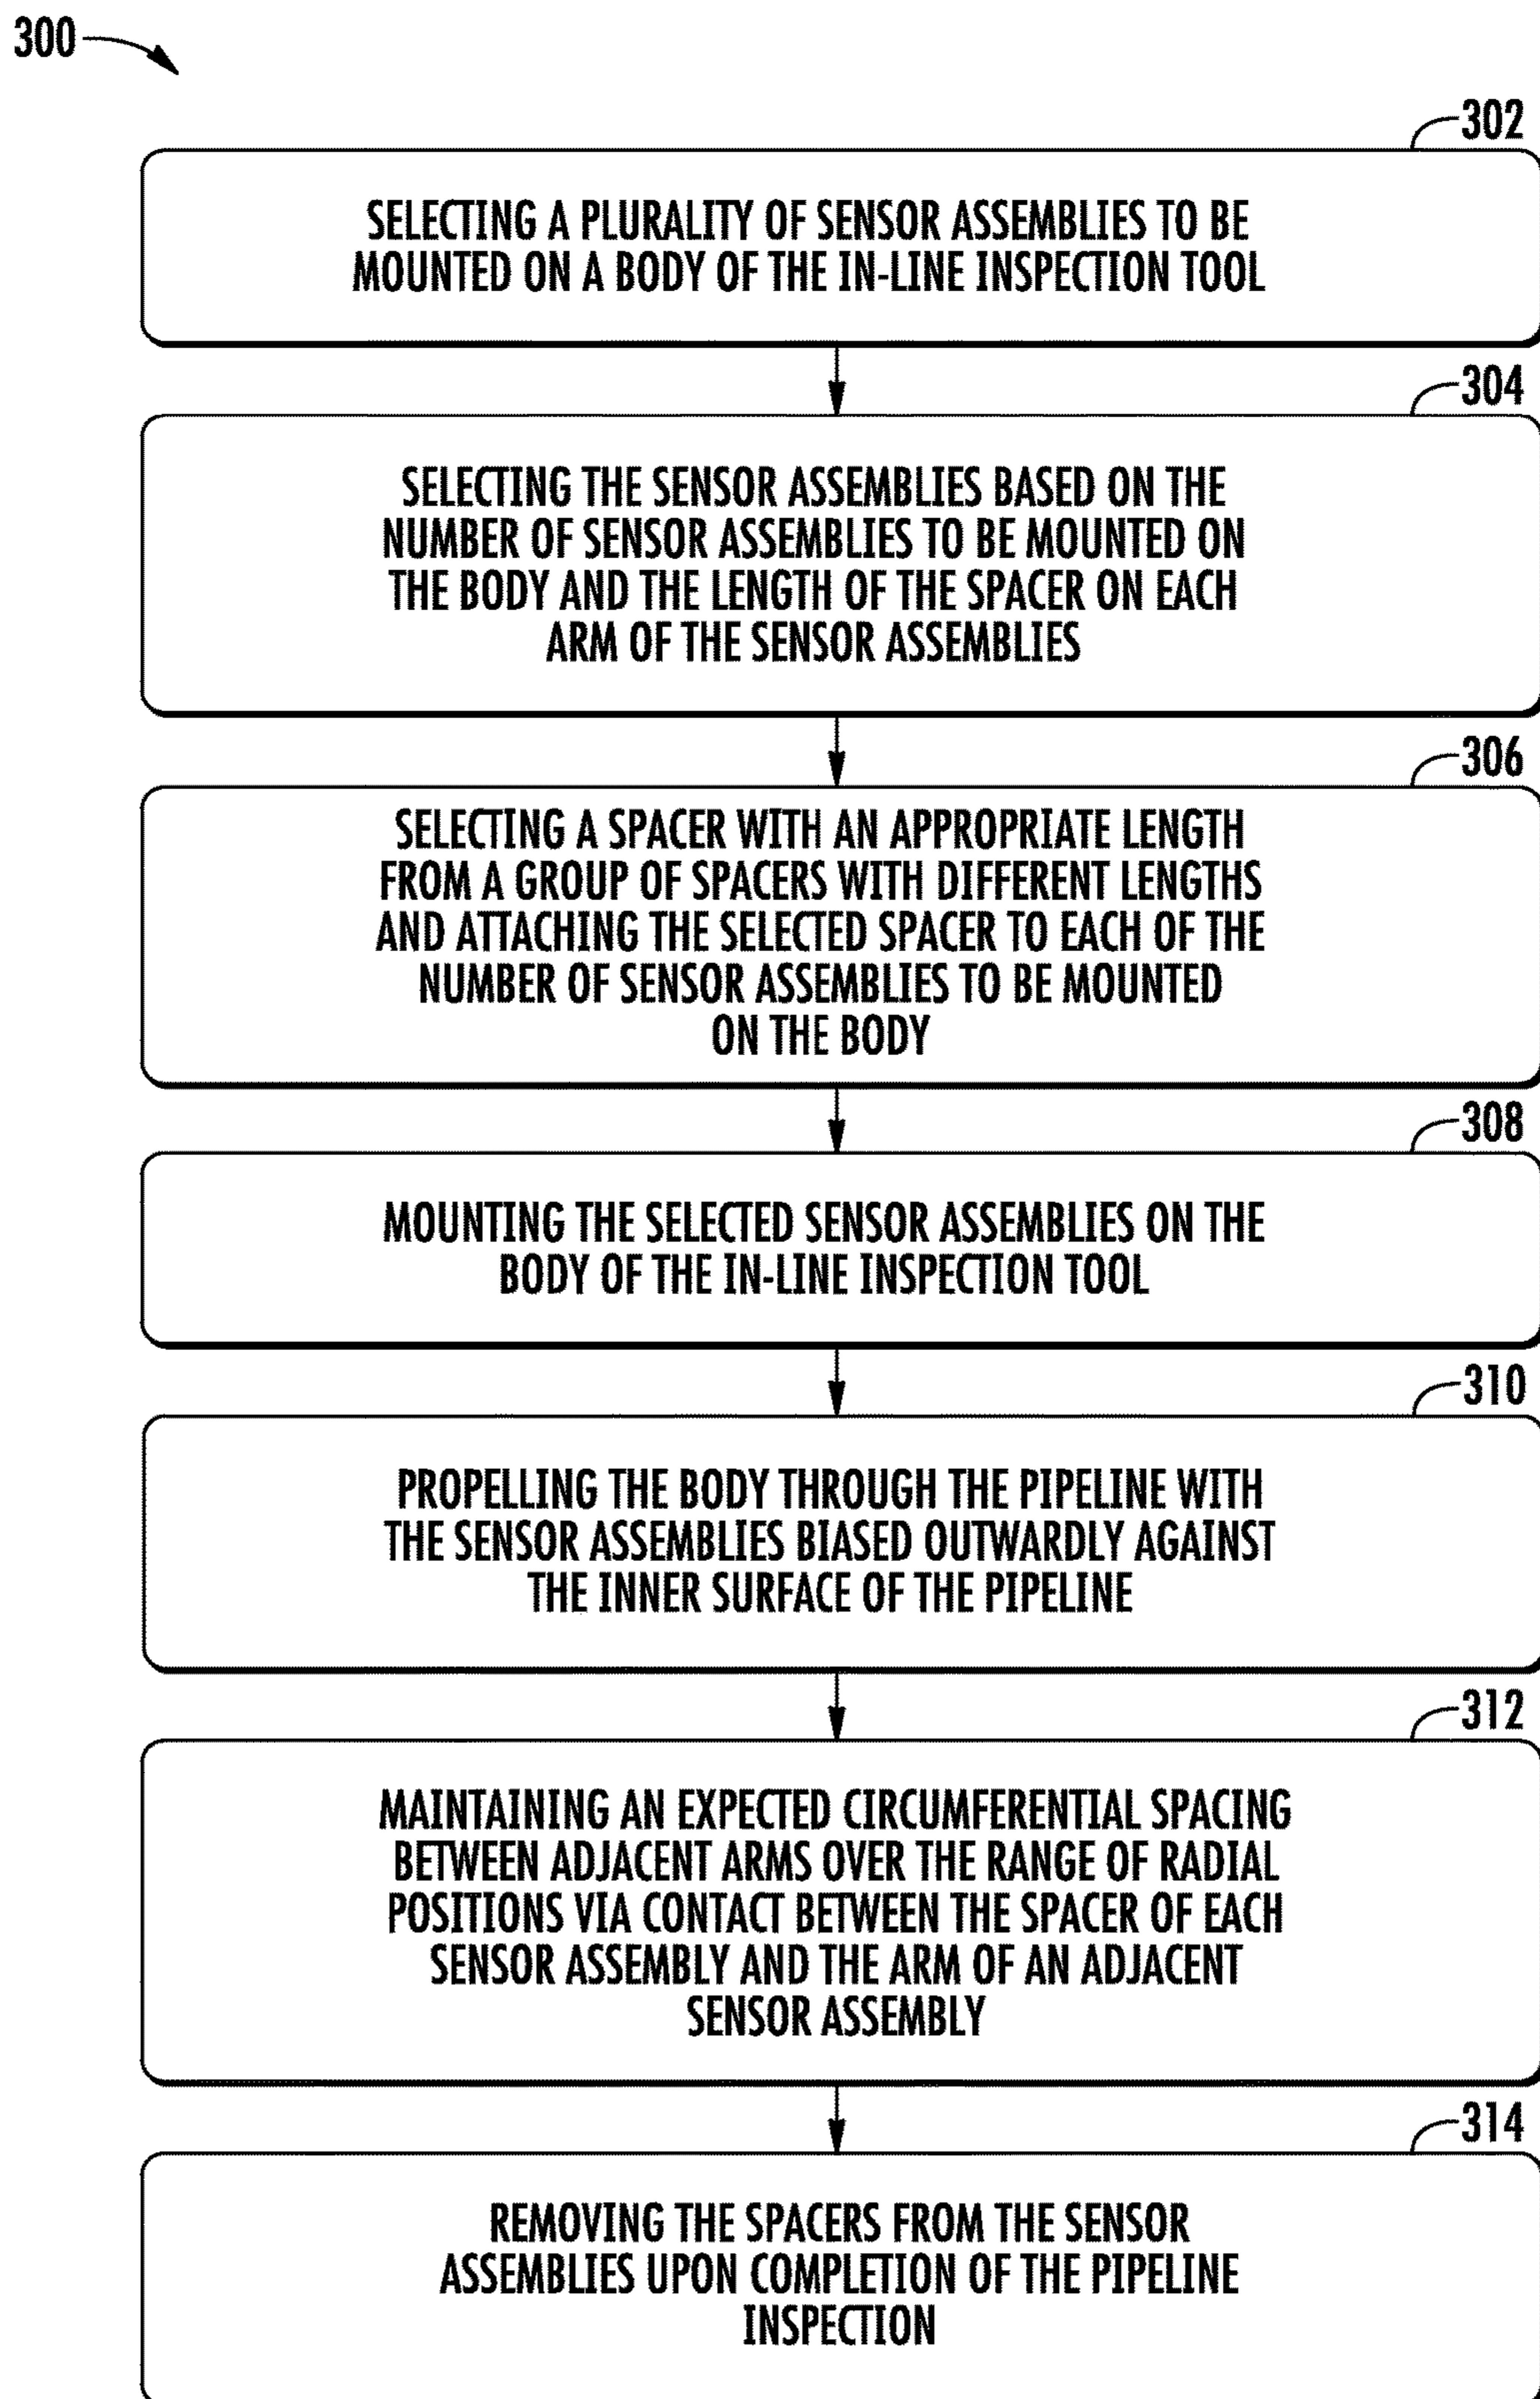 300
302
SELECTING A PLURALITY OF SENSOR ASSEMBLIES TO BE
MOUNTED ON A BODY OF THE IN-LINE INSPECTION TOOL
304
SELECTING THE SENSOR ASSEMBLIES BASED ON THE
NUMBER OF SENSOR ASSEMBLIES TO BE MOUNTED ON
THE BODY AND THE LENGTH OF THE SPACER ON EACH
ARM OF THE SENSOR ASSEMBLIES
306
SELECTING A SPACER WITH AN APPROPRIATE LENGTH
FROM A GROUP OF SPACERS WITH DIFFERENT LENGTHS
AND ATTACHING THE SELECTED SPACER TO EACH OF THE
NUMBER OF SENSOR ASSEMBLIES TO BE MOUNTED
ON THE BODY
308
MOUNTING THE SELECTED SENSOR ASSEMBLIES ON THE
BODY OF THE IN-LINE INSPECTION TOOL
310
PROPELLING THE BODY THROUGH THE PIPELINE WITH
THE SENSOR ASSEMBLIES BIASED OUTWARDLY AGAINST
THE INNER SURFACE OF THE PIPELINE
312
MAINTAINING AN EXPECTED CIRCUMFERENTIAL SPACING
BETWEEN ADJACENT ARMS OVER THE RANGE OF RADIAL
POSITIONS VIA CONTACT BETWEEN THE SPACER OF EACH
SENSOR ASSEMBLY AND THE ARM OF AN ADJACENT
SENSOR ASSEMBLY
314
REMOVING THE SPACERS FROM THE SENSOR
ASSEMBLIES UPON COMPLETION OF THE PIPELINE
INSPECTION